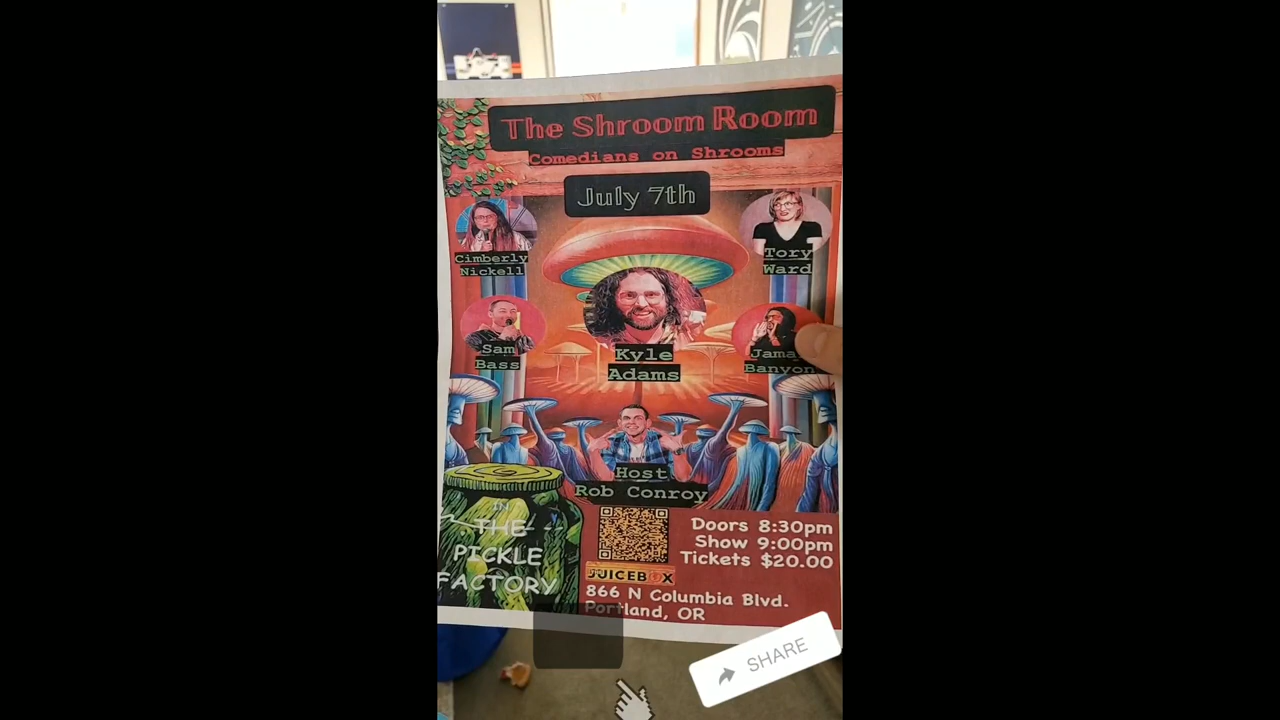 The Shroom Room
Comedians on Shrooms
July 7th
Cimberly
Nickell
Tory
Ward
Sam
Bass
Kyle
Adams
Jama
Banyon
Host
Rob Conroy
IN
THE
PICKLE
FACTORY
Doors 8:30pm
Show 9:00pm
Tickets $20.00
JUICEBOX
866 N Columbia Blvd.
Portland, OR
SHARE